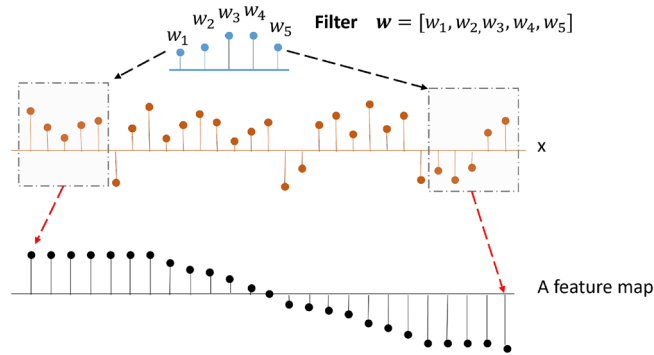 w₁ w₂ w₃ w₄ w₅
Filter w = [w₁, w₂, w₃, w₄, w₅]
x
A feature map